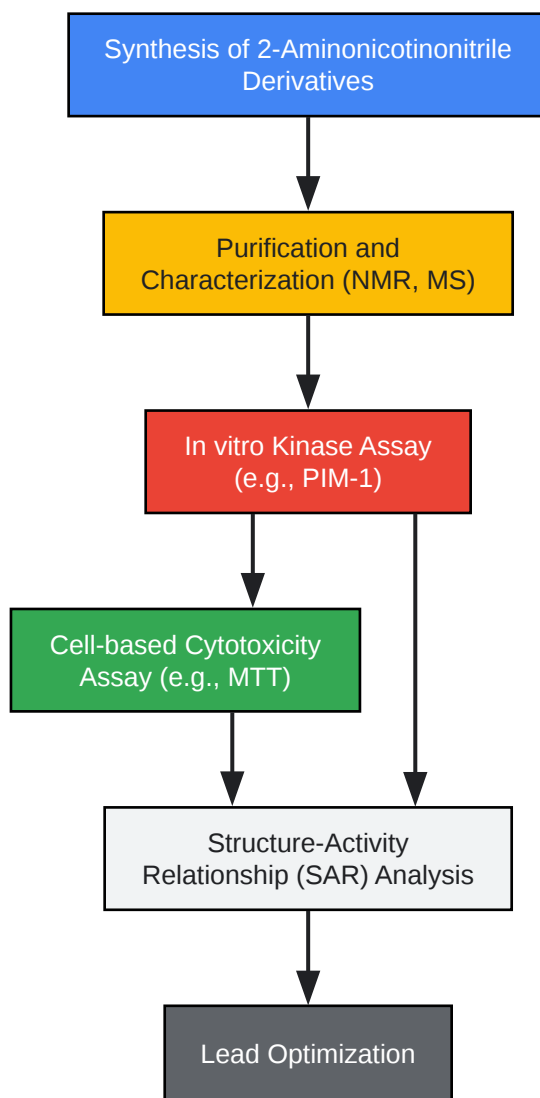 Synthesis of 2-Aminonicotinonitrile
Derivatives
Purification and
Characterization (NMR, MS)
In vitro Kinase Assay
(e.g., PIM-1)
Cell-based Cytotoxicity
Assay (e.g., MTT)
Structure-Activity
Relationship (SAR) Analysis
Lead Optimization